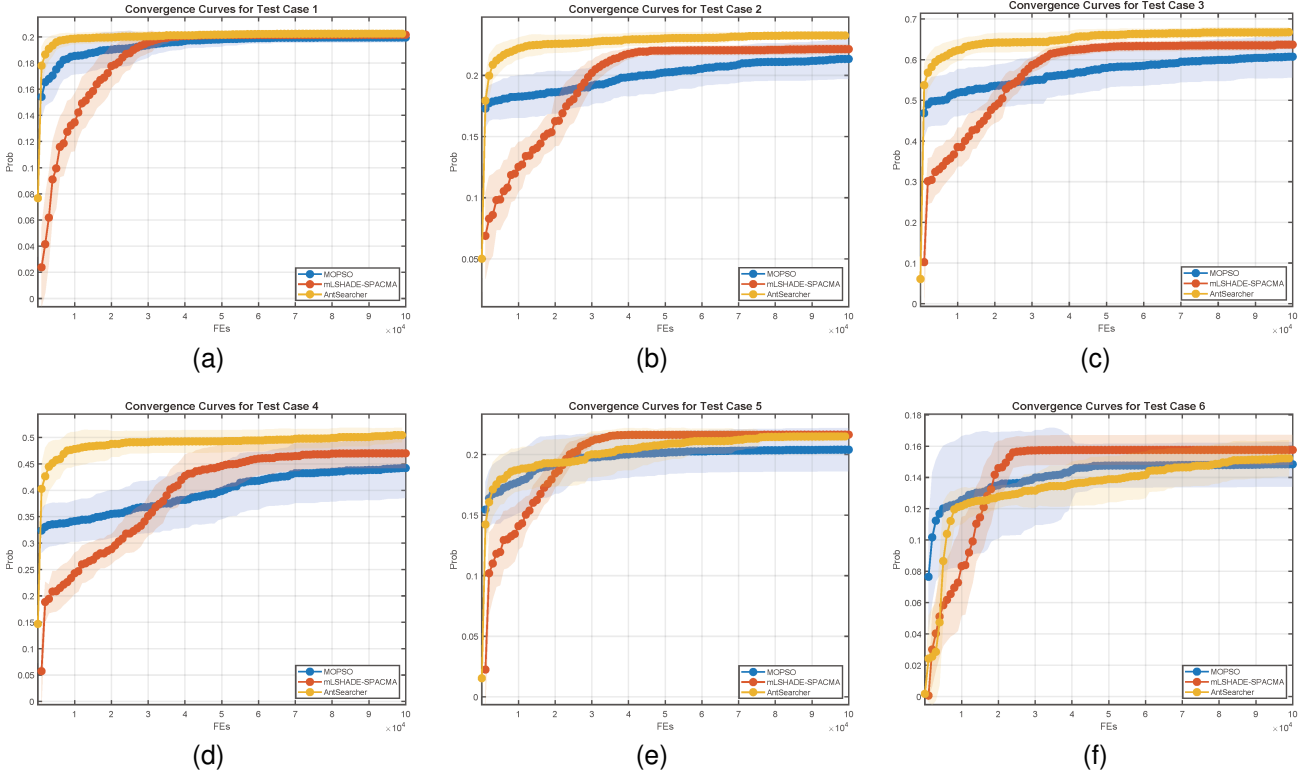 Convergence Curves for Test Case 1
0.2
0.18
0.16
0.14
0.12
0.1
0.08
0.06
0.04
0.02
0
Prob
MOPSO
mLSHADE-SPACMA
AntSearcher
1 2 3 4 5 6 7 8 9 10
FEs
×10^4
(a)
Convergence Curves for Test Case 2
0.2
0.15
0.1
0.05
Prob
MOPSO
mLSHADE-SPACMA
AntSearcher
1 2 3 4 5 6 7 8 9 10
FEs
×10^4
(b)
Convergence Curves for Test Case 3
0.7
0.6
0.5
0.4
0.3
0.2
0.1
0
Prob
MOPSO
mLSHADE-SPACMA
AntSearcher
1 2 3 4 5 6 7 8 9 10
FEs
×10^4
(c)
Convergence Curves for Test Case 4
0.5
0.45
0.4
0.35
0.3
0.25
0.2
0.15
0.1
0.05
0
Prob
MOPSO
mLSHADE-SPACMA
AntSearcher
1 2 3 4 5 6 7 8 9 10
FEs
×10^4
(d)
Convergence Curves for Test Case 5
0.2
0.15
0.1
0.05
0
Prob
MOPSO
mLSHADE-SPACMA
AntSearcher
1 2 3 4 5 6 7 8 9 10
FEs
×10^4
(e)
Convergence Curves for Test Case 6
0.18
0.16
0.14
0.12
0.1
0.08
0.06
0.04
0.02
0
Prob
MOPSO
mLSHADE-SPACMA
AntSearcher
1 2 3 4 5 6 7 8 9 10
FEs
×10^4
(f)